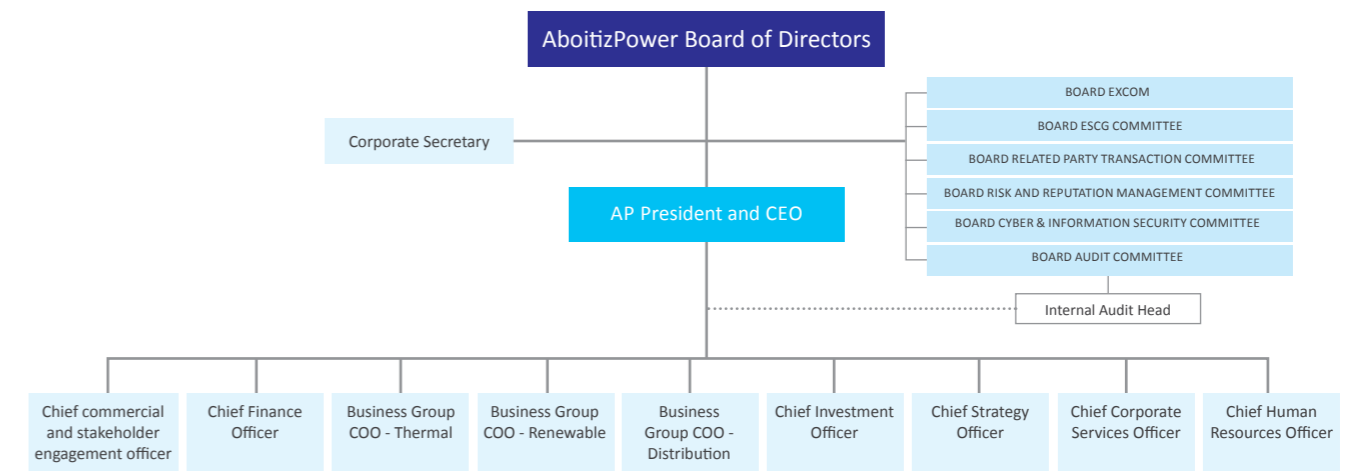 AboitizPower Board of Directors
BOARD EXCOM
Corporate Secretary
BOARD ESCG COMMITTEE
BOARD RELATED PARTY TRANSACTION COMMITTEE
BOARD RISK AND REPUTATION MANAGEMENT COMMITTEE
AP President and CEO
BOARD CYBER & INFORMATION SECURITY COMMITTEE
BOARD AUDIT COMMITTEE
Internal Audit Head
Chief commercial
and stakeholder
engagement officer
Chief Finance
Officer
Business Group
COO - Thermal
Business Group
COO - Renewable
Business
Group COO -
Distribution
Chief Investment
Officer
Chief Strategy
Officer
Chief Corporate
Services Officer
Chief Human
Resources Officer